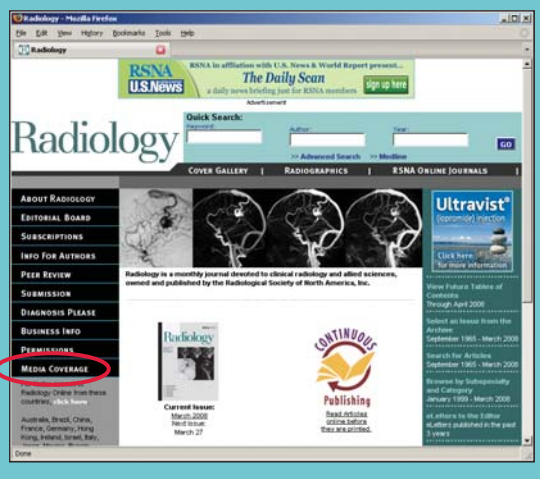 Radiology - Mozilla Firefox
File Edit View History Bookmarks Tools Help
Radiology
RSNA
U.S.News
RSNA in affiliation with U.S. News & World Report present...
The Daily Scan
a daily news briefing just for RSNA members
sign up here
Advertisement
Radiology
Quick Search:
Keyword:
Author:
Year:
GO
>> Advanced Search >> Medline
COVER GALLERY | RADIOGRAPHICS | RSNA ONLINE JOURNALS |
ABOUT RADIOLOGY
EDITORIAL BOARD
SUBSCRIPTIONS
INFO FOR AUTHORS
PEER REVIEW
SUBMISSION
DIAGNOSIS PLEASE
BUSINESS INFO
PERMISSIONS
MEDIA COVERAGE
Radiology Online from these
countries, click here
Australia, Brazil, China,
France, Germany, Hong
Kong, Ireland, Israel, Italy,
Radiology is a monthly journal devoted to clinical radiology and allied sciences,
owned and published by the Radiological Society of North America, Inc.
Radiology
Current Issue:
March 2008
Next Issue:
March 27
CONTINUOUS
Publishing
Read Articles
online before
they are printed.
Ultravist®
(iopromide) injection
Click here
for more information
View Future Tables of
Contents
Through April 2008
Select an Issue from the
Archive
September 1965 - March 2008
Search for Articles
September 1965 - March 2008
Browse by Subspecialty
and Category
January 1999 - March 2008
eLetters to the Editor
eLetters published in the past
3 years
Done